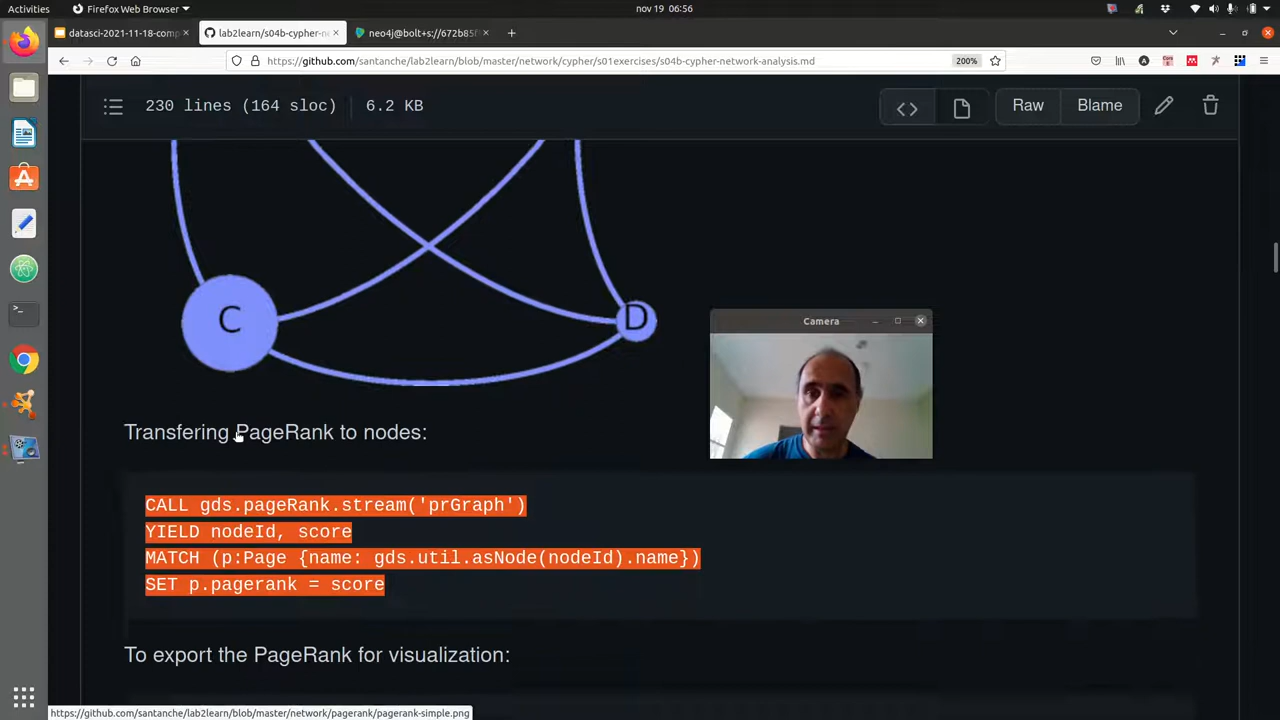 Activities
Firefox Web Browser
nov 19 06:56
datasci-2021-11-18-comp
lab2learn/s04b-cypher-ne
neo4j@bolt+s://672b85f
https://github.com/santanche/lab2learn/blob/master/network/cypher/s01exercises/s04b-cypher-network-analysis.md
200%
230 lines (164 sloc)
6.2 KB
Raw
Blame
C
D
Camera
Transfering PageRank to nodes:
CALL gds.pageRank.stream('prGraph')
YIELD nodeId, score
MATCH (p:Page {name: gds.util.asNode(nodeId).name})
SET p.pagerank = score
To export the PageRank for visualization:
https://github.com/santanche/lab2learn/blob/master/network/pagerank/pagerank-simple.png